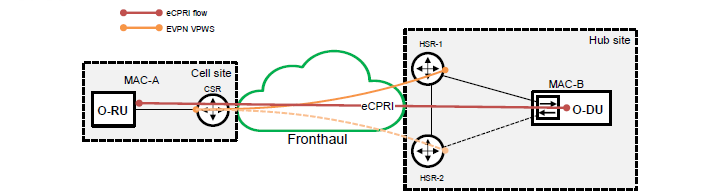 eCPRI flow
EVPN VPWS
HSR-1
Hub site
Cell site
MAC-A
CSR
MAC-B
O-RU
eCPRI
O-DU
Fronthaul
HSR-2